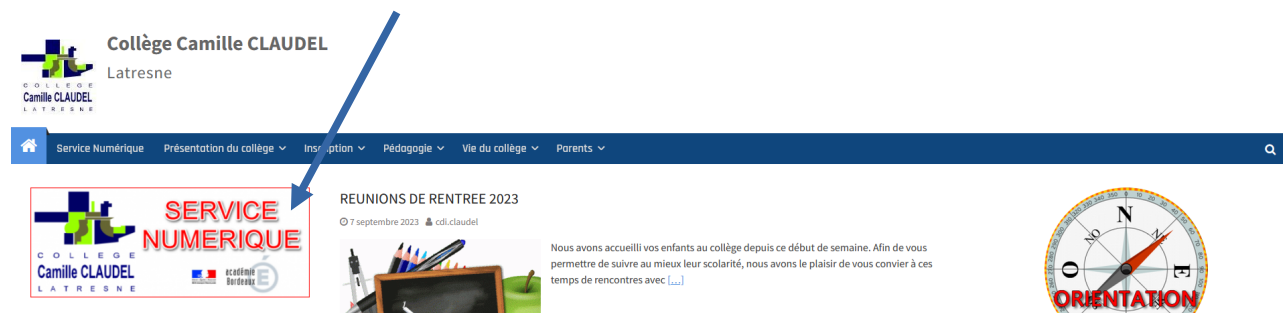 Collège Camille CLAUDEL
Latresne
COLLEGE
Camille CLAUDEL
LATRESNE
Service Numérique Présentation du collège Inscription Pédagogie Vie du collège Parents
SERVICE
NUMERIQUE
COLLEGE
Camille CLAUDEL
LATRESNE
académie
Bordeaux
REUNIONS DE RENTREE 2023
7 septembre 2023 cdi.claudel
Nous avons accueilli vos enfants au collège depuis ce début de semaine. Afin de vous
permettre de suivre au mieux leur scolarité, nous avons le plaisir de vous convier à ces
temps de rencontres avec [...]
N
NO
O
E
ORIENTATION